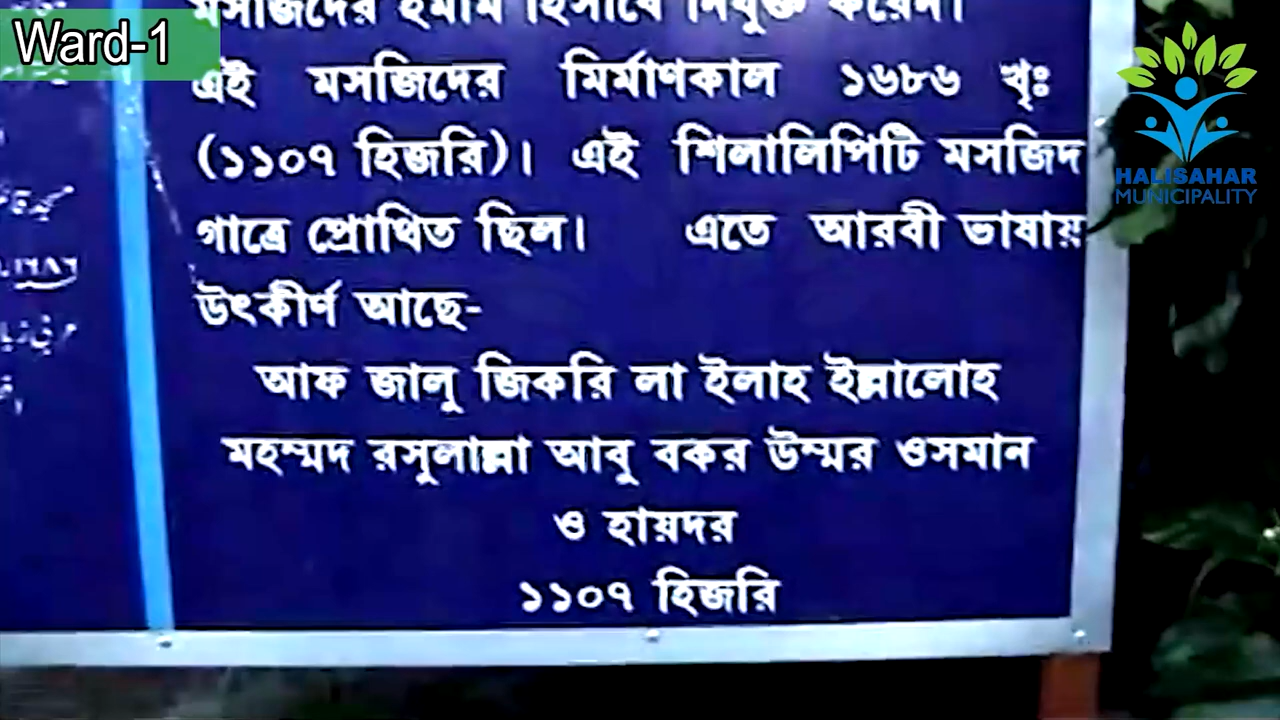 Ward-1
HALISAHAR
MUNICIPALITY
মসজিদের ইমাম হিসাবে নিযুক্ত করেন।
এই মসজিদের মির্মাণকাল ১৬৮৬ খৃঃ
(১১০৭ হিজরি)। এই শিলালিপিটি মসজিদ
গাত্রে প্রোথিত ছিল। এতে আরবী ভাষায়
উৎকীর্ণ আছে-
আফ জালু জিকরি লা ইলাহ ইল্লালোহ
মহম্মদ রসুলাল্লা আবু বকর উম্মর ওসমান
ও হায়দর
১১০৭ হিজরি